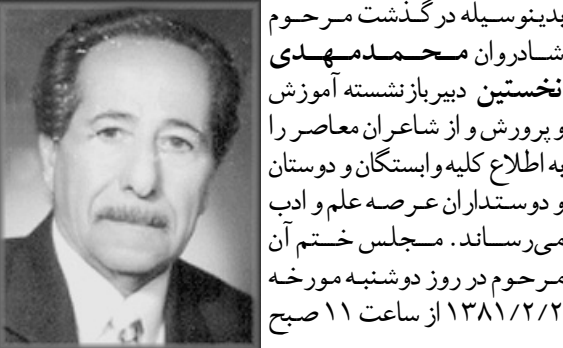 بدینوسیله درگذشت مرحوم
شادروان محمدمهدی
نخستین دبیر بازنشسته آموزش
و پرورش و از شاعران معاصر را
به اطلاع کلیه وابستگان و دوستان
و دوستداران عرصه علم و ادب
می‌رساند. مجلس ختم آن
مرحوم در روز دوشنبه مورخه
۱۳۸۱/۲/۲ از ساعت ۱۱ صبح